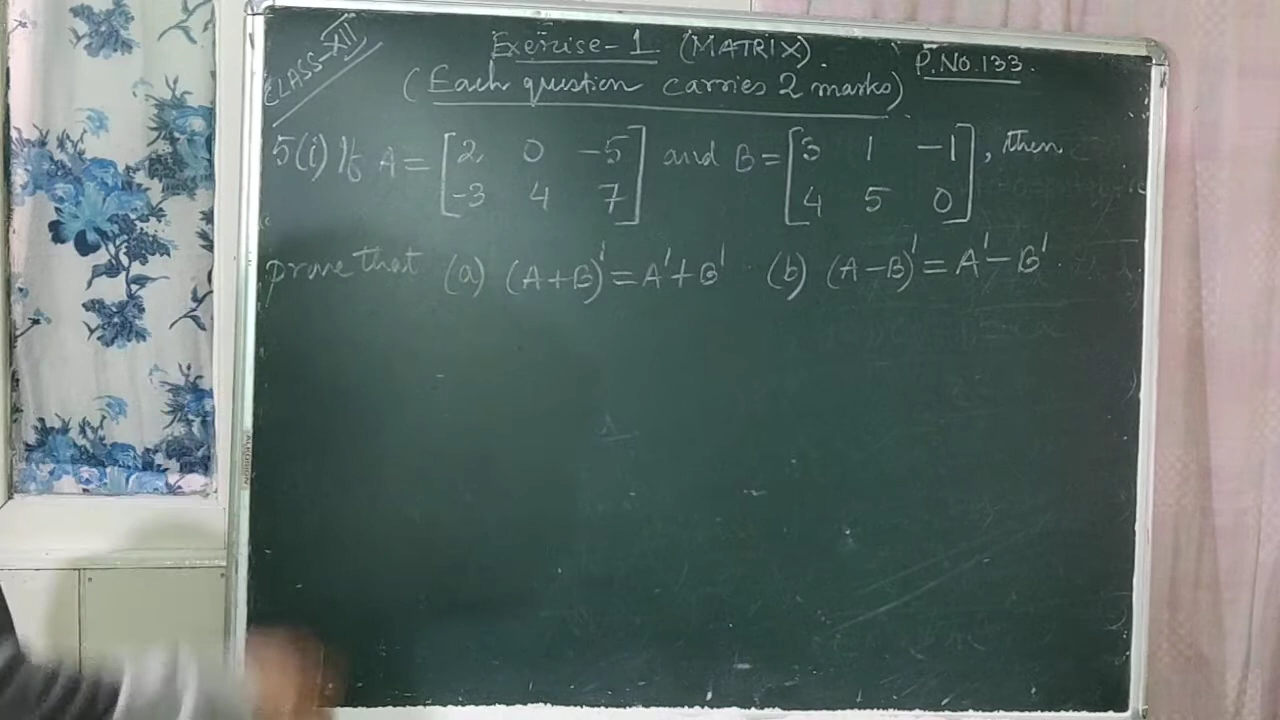 CLASS-XII
Exercise-1 (MATRIX).
P.No.133.
(Each question carries 2 marks)
5(i) If A = [2 0 -5] and B = [3 1 -1], then
[-3 4 7] [4 5 0]
prove that (a) (A+B)' = A' + B' (b) (A-B)' = A' - B'.